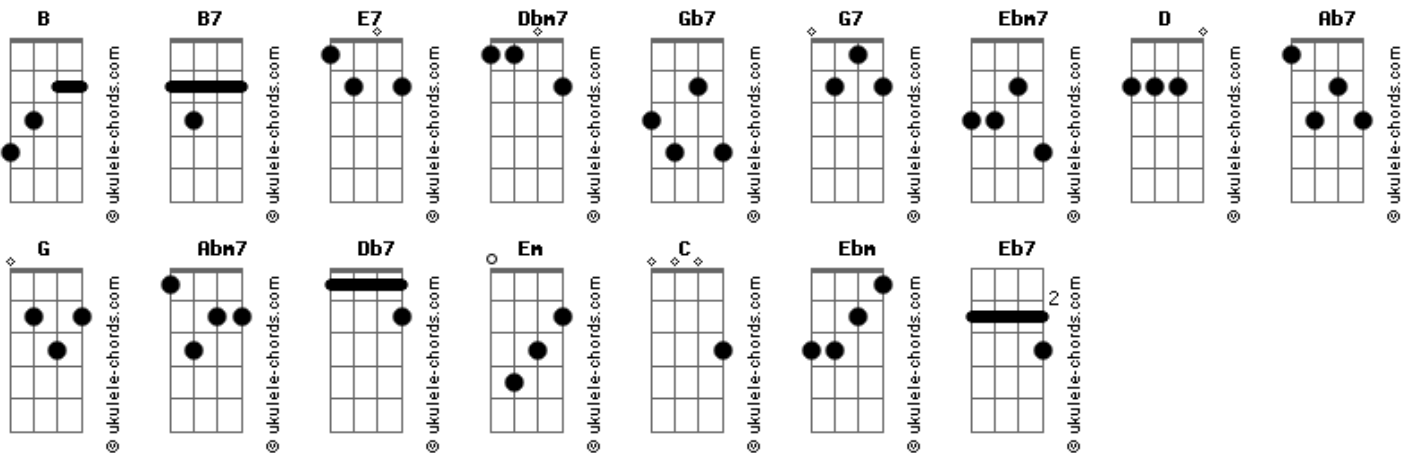 B B7 E7 Dbm7 Gb7 G7 Ebm7 D Ab7
© ukulele-chords.com © ukulele-chords.com © ukulele-chords.com © ukulele-chords.com © ukulele-chords.com © ukulele-chords.com © ukulele-chords.com © ukulele-chords.com © ukulele-chords.com
G Abm7 Db7 Em C Ebm Eb7
2
© ukulele-chords.com © ukulele-chords.com © ukulele-chords.com © ukulele-chords.com © ukulele-chords.com © ukulele-chords.com © ukulele-chords.com